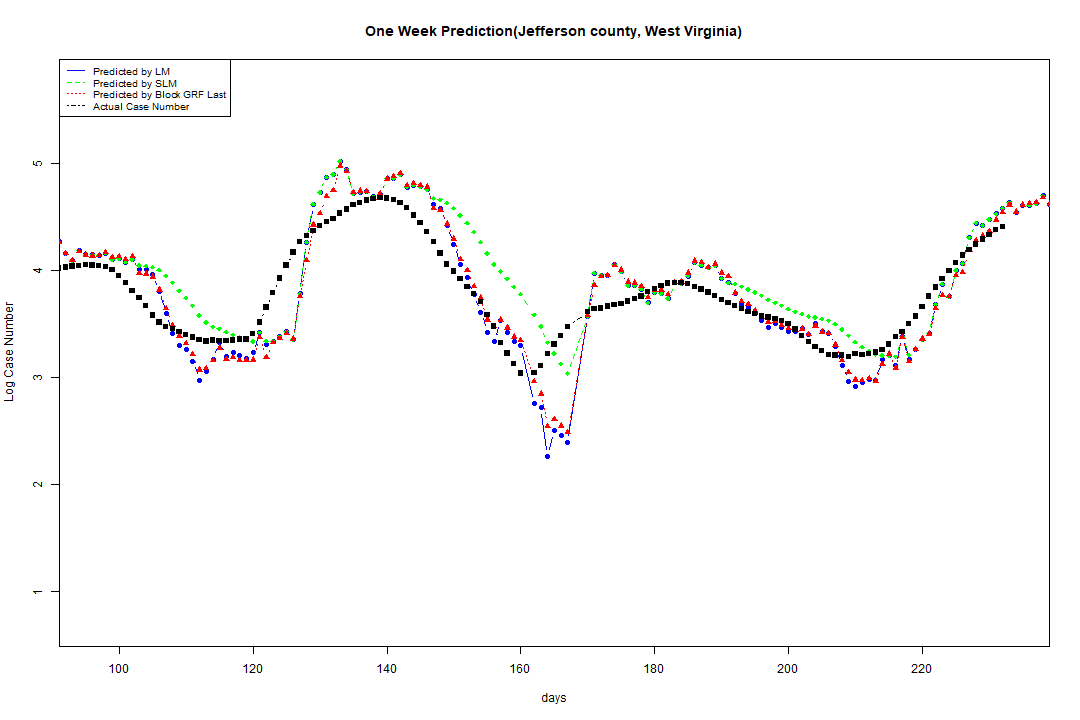 One Week Prediction(Jefferson county, West Virginia)
Predicted by LM
Predicted by SLM
Predicted by Block GRF Last
Actual Case Number
Log Case Number
5
4
3
2
1
100 120 140 160 180 200 220
days